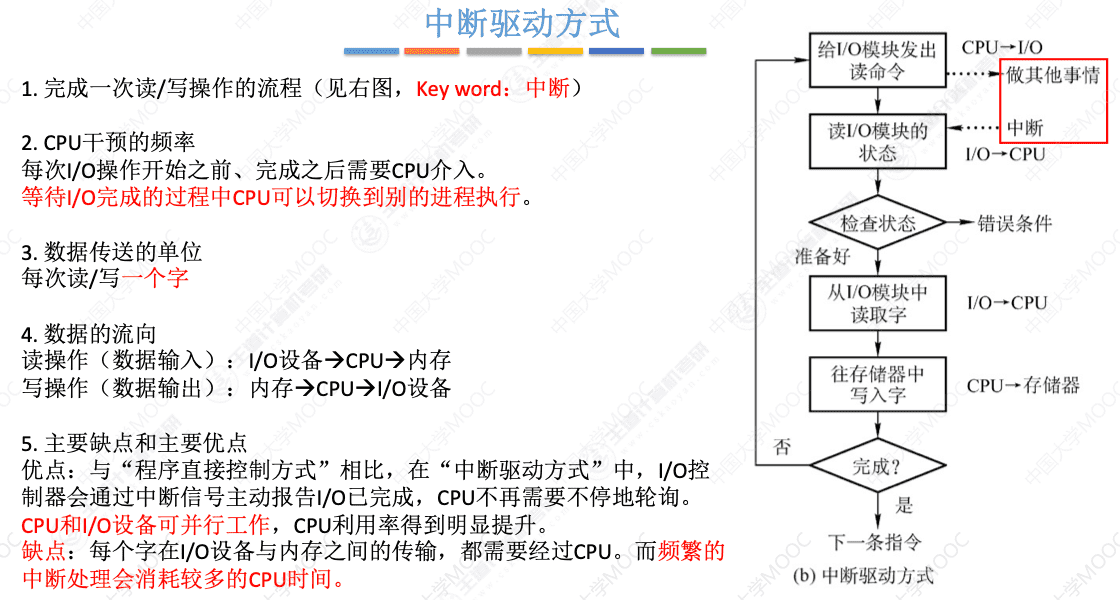 中断驱动方式
1. 完成一次读/写操作的流程（见右图，Key word：中断）
2. CPU干预的频率
每次I/O操作开始之前、完成之后需要CPU介入。
等待I/O完成的过程中CPU可以切换到别的进程执行。
3. 数据传送的单位
每次读/写一个字
4. 数据的流向
读操作（数据输入）：I/O设备→CPU→内存
写操作（数据输出）：内存→CPU→I/O设备
5. 主要缺点和主要优点
优点：与“程序直接控制方式”相比，在“中断驱动方式”中，I/O控
制器会通过中断信号主动报告I/O已完成，CPU不再需要不停地轮询。
CPU和I/O设备可并行工作，CPU利用率得到明显提升。
缺点：每个字在I/O设备与内存之间的传输，都需要经过CPU。而频繁的
中断处理会消耗较多的CPU时间。
给I/O模块发出
读命令
CPU→I/O
做其他事情
读I/O模块的
状态
中断
I/O→CPU
检查状态
错误条件
准备好
从I/O模块中
读取字
I/O→CPU
往存储器中
写入字
CPU→存储器
否
完成？
是
下一条指令
(b) 中断驱动方式
中国大学MOOC